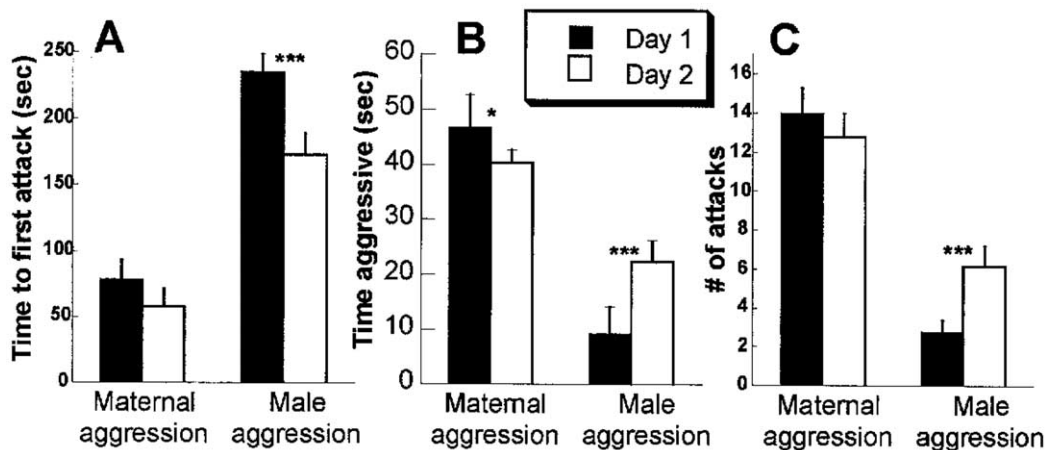 A
Time to first attack (sec)
250
200
150
100
50
0
***
Maternal
aggression
Male
aggression
B
Time aggressive (sec)
60
50
40
30
20
10
0
*
***
Maternal
aggression
Male
aggression
Day 1
Day 2
C
# of attacks
16
14
12
10
8
6
4
2
0
***
Maternal
aggression
Male
aggression